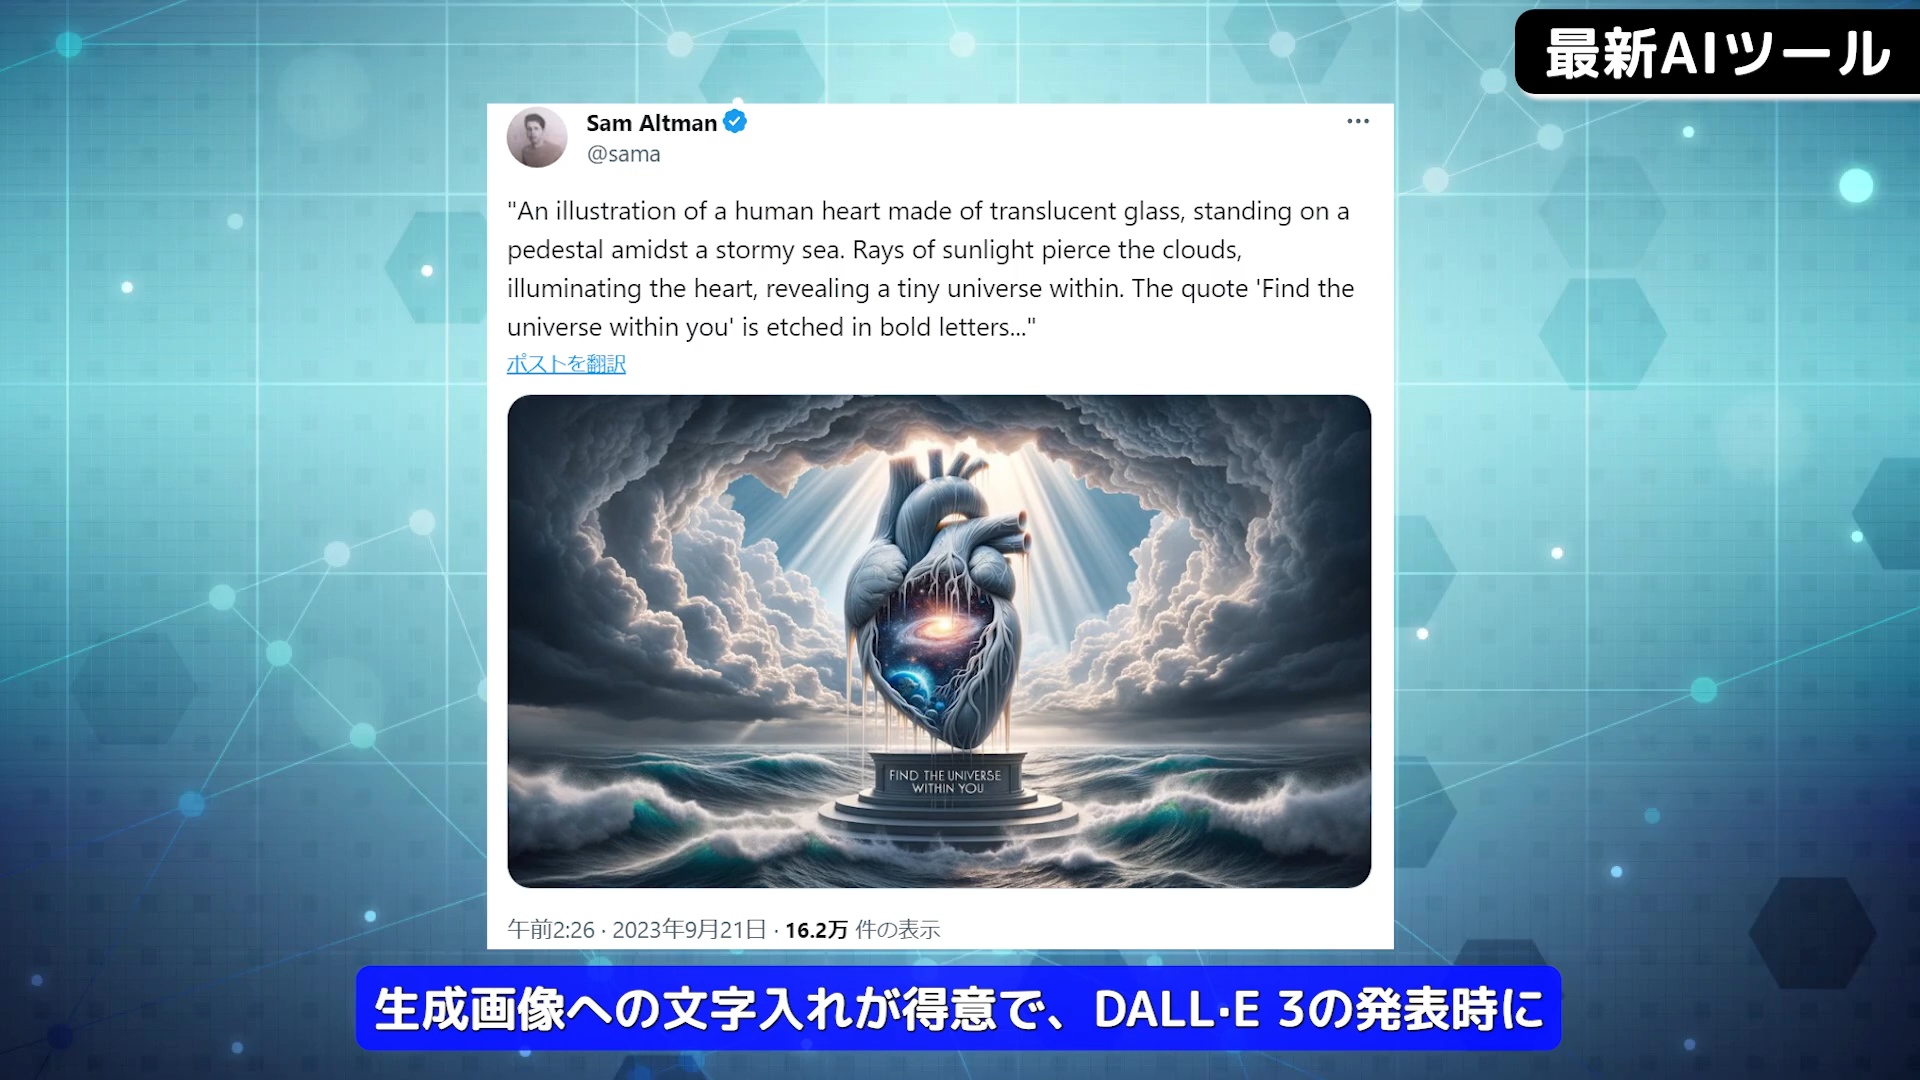 最新AIツール
Sam Altman
@sama
"An illustration of a human heart made of translucent glass, standing on a
pedestal amidst a stormy sea. Rays of sunlight pierce the clouds,
illuminating the heart, revealing a tiny universe within. The quote 'Find the
universe within you' is etched in bold letters..."
ポストを翻訳
FIND THE UNIVERSE
WITHIN YOU
午前2:26 · 2023年9月21日 · 16.2万 件の表示
生成画像への文字入れが得意で、DALL·E 3の発表時に